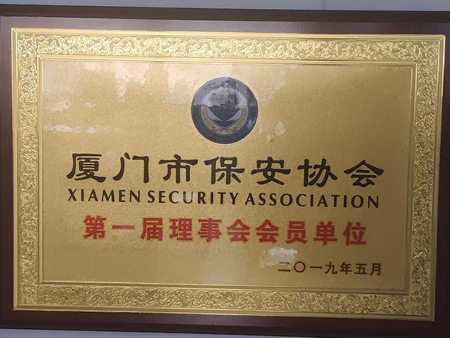 厦门市保安协会
XIAMEN SECURITY ASSOCIATION
第一届理事会会员单位
二〇一九年五月